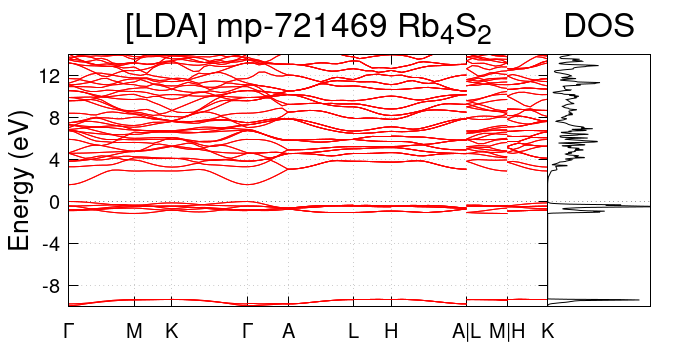 [LDA] mp-721469 Rb4S2 DOS
Energy (eV)
12
8
4
0
-4
-8
Γ M K Γ A L H A|L M|H K